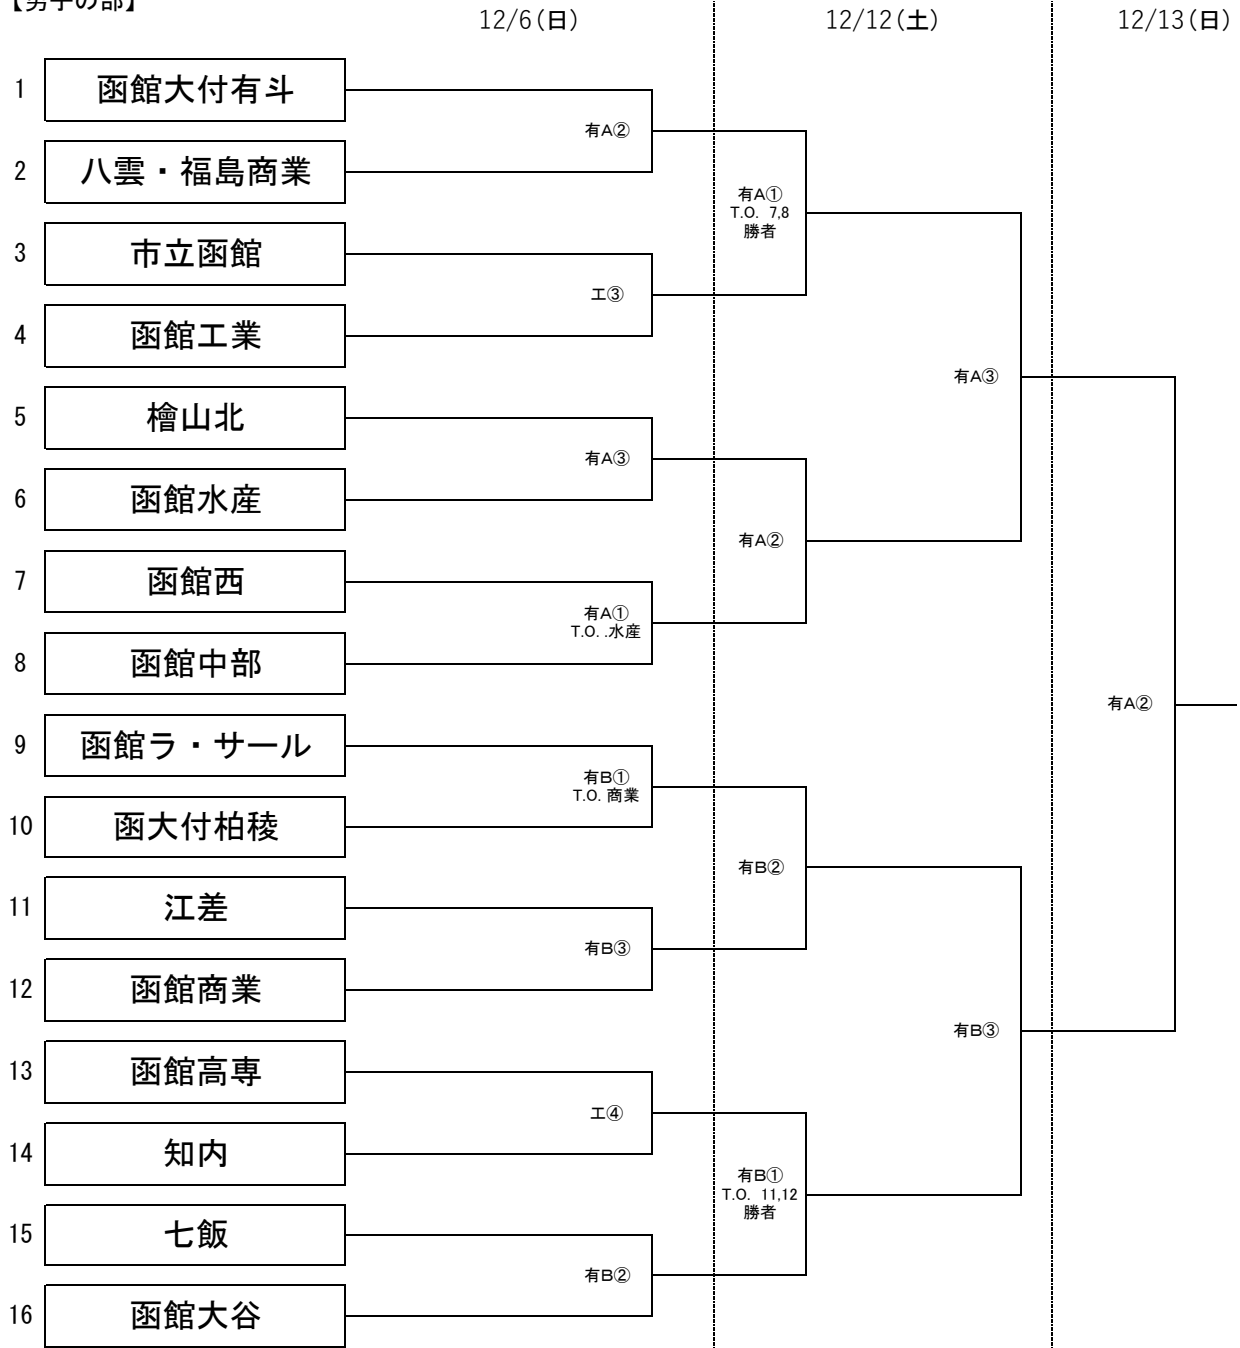 【男子の部】
12/6(日)
12/12(土)
12/13(日)
1 函館大付有斗
有A②
2 八雲・福島商業
有A①
T.O. 7,8
勝者
3 市立函館
エ③
4 函館工業
有A③
5 檜山北
有A③
6 函館水産
有A②
7 函館西
有A①
T.O. .水産
8 函館中部
有A②
9 函館ラ・サール
有B①
T.O. 商業
10 函大付柏稜
有B②
11 江差
有B③
12 函館商業
有B③
13 函館高専
エ④
14 知内
有B①
T.O. 11,12
勝者
15 七飯
有B②
16 函館大谷